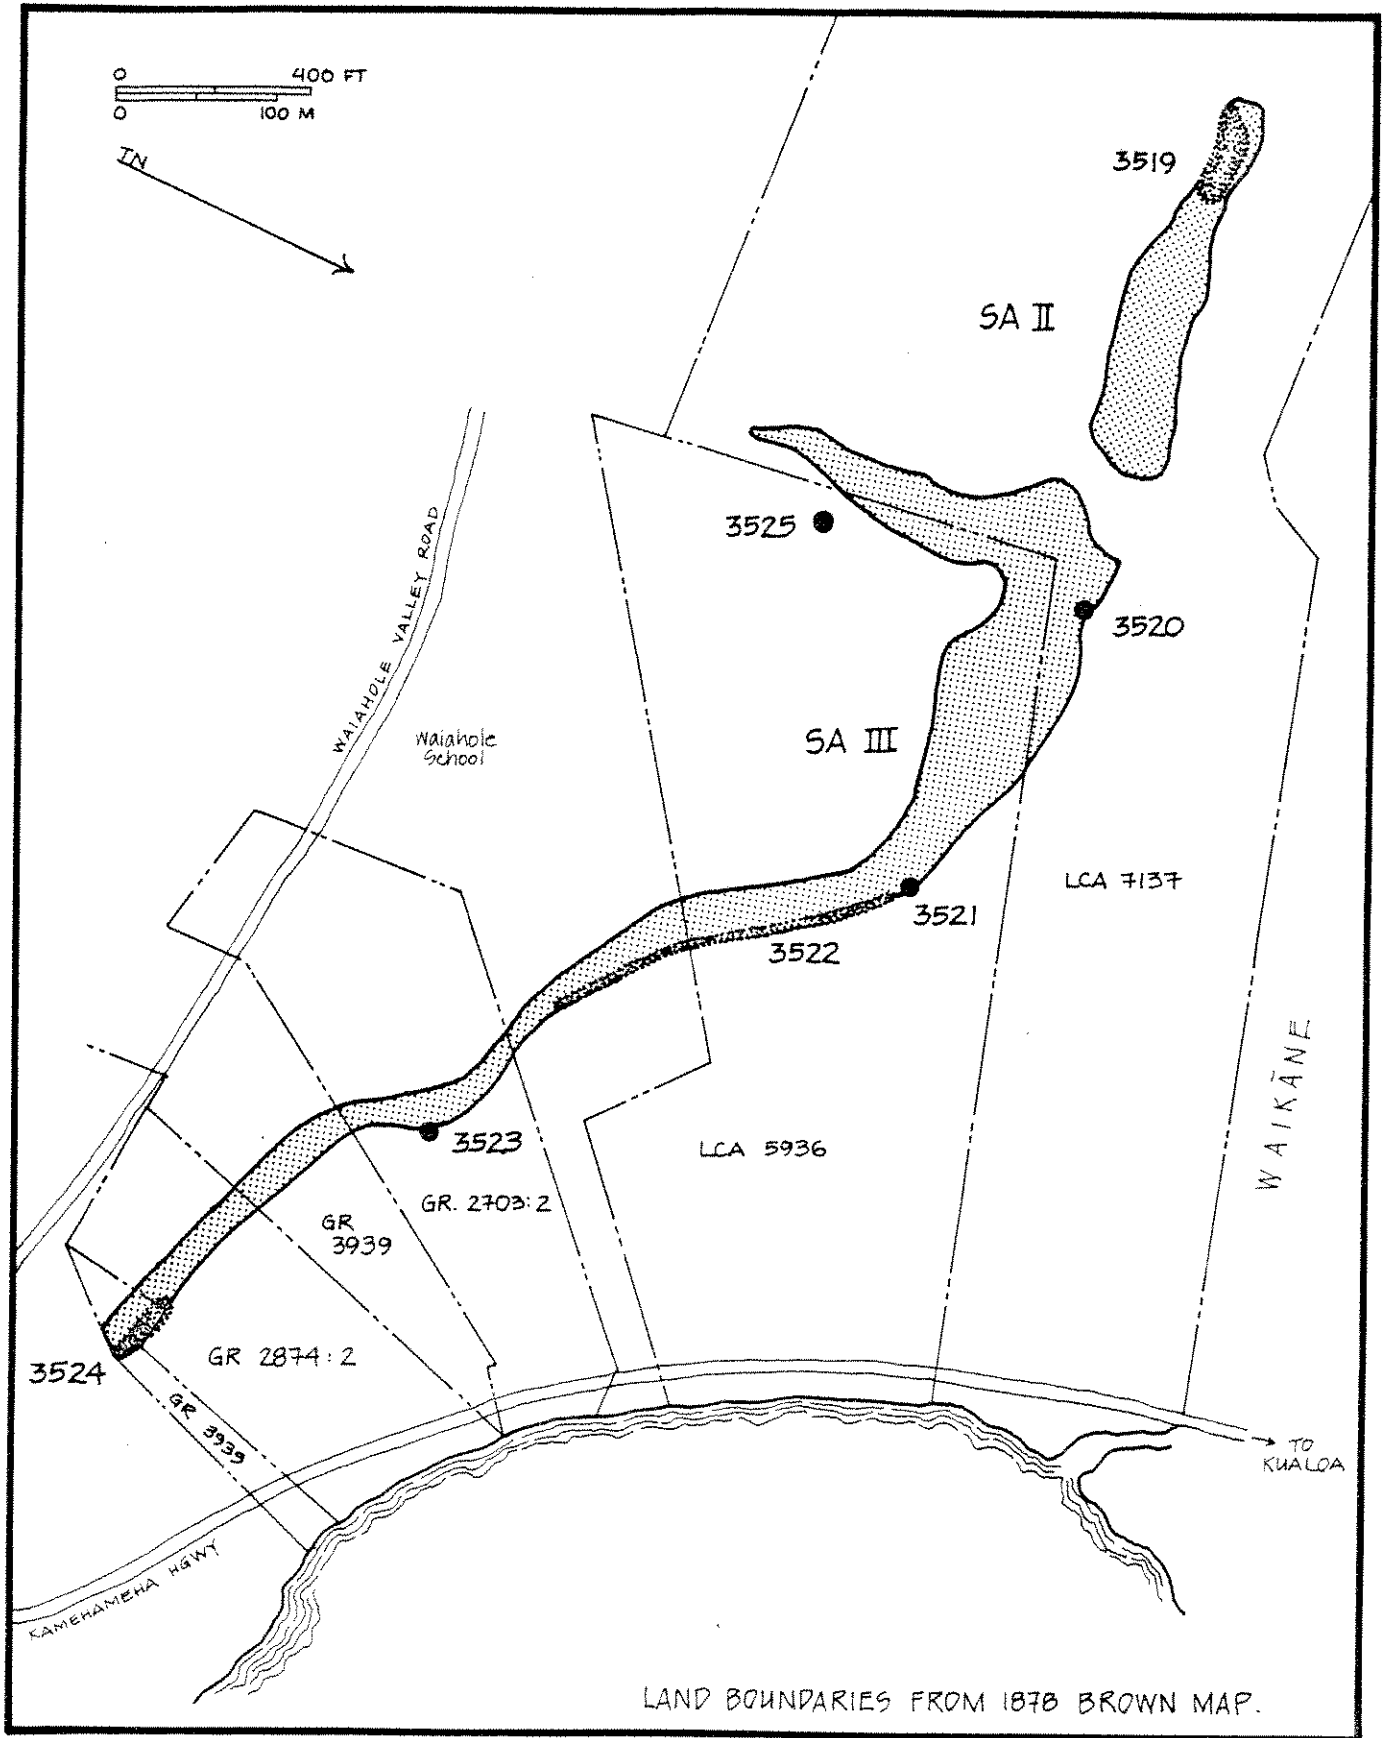 0 400 FT
0 100 M
TN
3519
SA II
3525
3520
WAIAHOLE VALLEY ROAD
SA III
Waiahole
School
LCA 7137
3521
3522
WAIKĀNE
3523
LCA 5936
GR. 2703:2
GR
3939
GR 2874:2
3524
GR 3939
TO
KUALOA
KAMEHAMEHA HGWY
LAND BOUNDARIES FROM 1878 BROWN MAP.